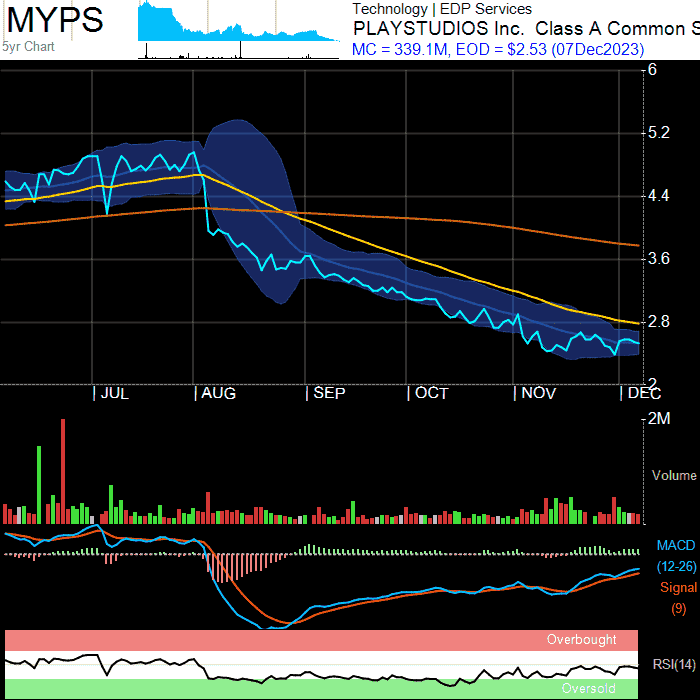 MYPS
5yr Chart
Technology | EDP Services
PLAYSTUDIOS Inc.  Class A Common S
MC = 339.1M, EOD = $2.53 (07Dec2023)
6
5.2
4.4
3.6
2.8
2
JUL
AUG
SEP
OCT
NOV
DEC
2M
Volume
MACD
(12-26)
Signal
(9)
Overbought
RSI(14)
Oversold